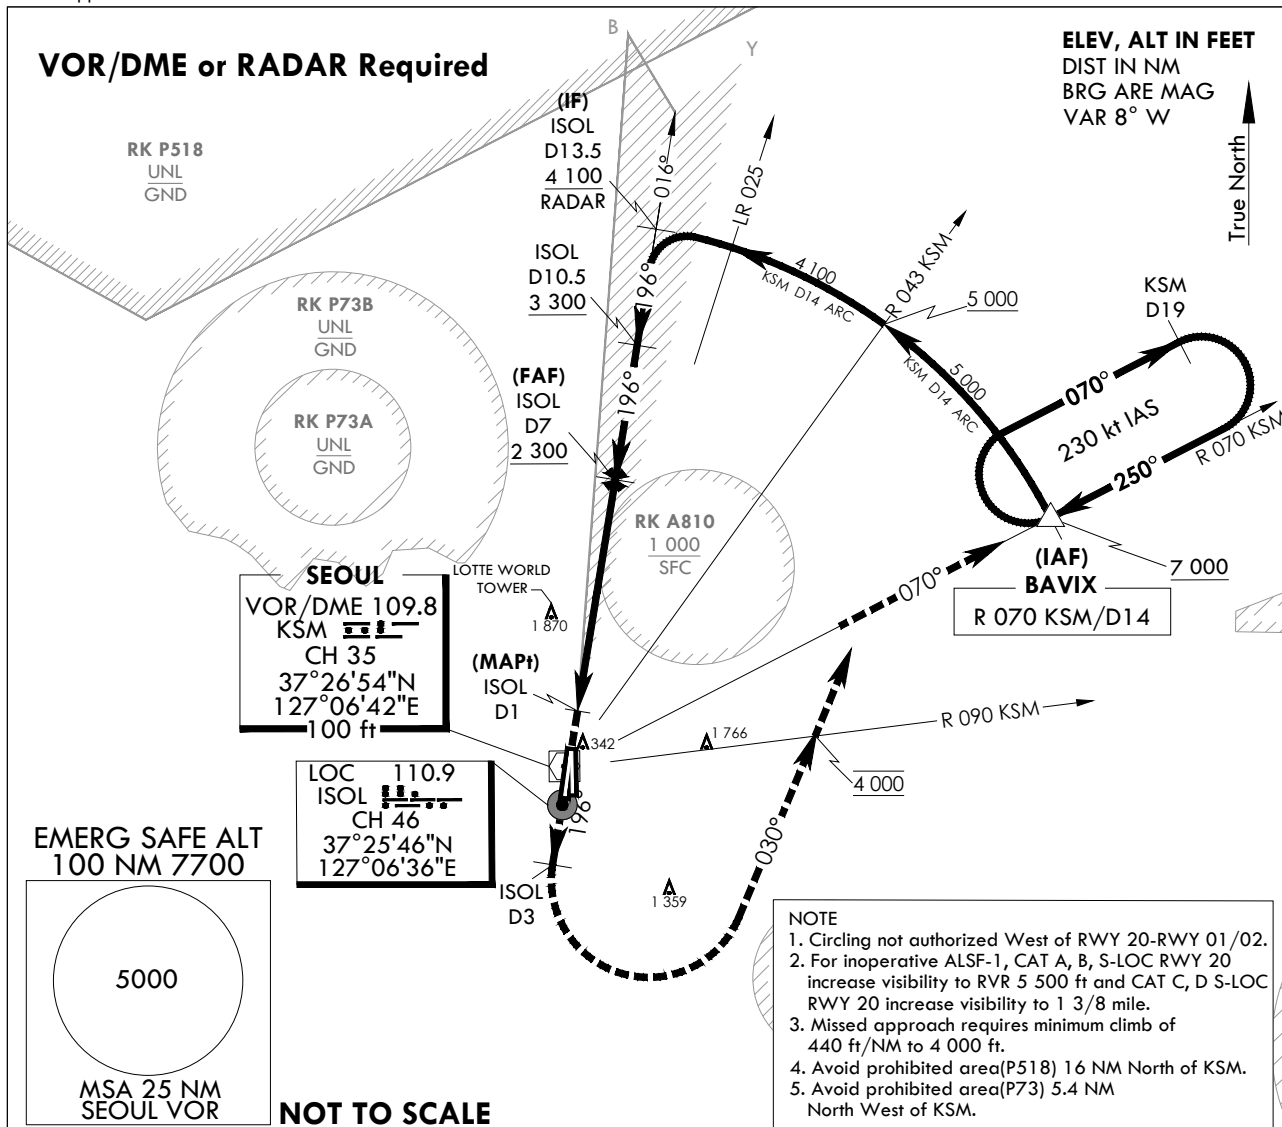 VOR/DME or RADAR Required
B
Y
ELEV, ALT IN FEET
DIST IN NM
BRG ARE MAG
VAR 8° W
True North
RK P518
UNL
GND
(IF)
ISOL
D13.5
4 100
RADAR
016°
LR 025
ISOL
D10.5
3 300
196°
4 100
KSM D14 ARC
R 043 KSM
5 000
KSM
D19
RK P73B
UNL
GND
RK P73A
UNL
GND
(FAF)
ISOL
D7
2 300
196°
5 000
KSM D14 ARC
070°
230 kt IAS
250°
R 070 KSM
RK A810
1 000
SFC
(IAF)
BAVIX
R 070 KSM/D14
7 000
070°
LOTTE WORLD
TOWER
1 870
SEOUL
VOR/DME 109.8
KSM
CH 35
37°26'54"N
127°06'42"E
100 ft
(MAPt)
ISOL
D1
342
1 766
R 090 KSM
4 000
LOC 110.9
ISOL
CH 46
37°25'46"N
127°06'36"E
196°
030°
ISOL
D3
1 359
EMERG SAFE ALT
100 NM 7700
5000
MSA 25 NM
SEOUL VOR
NOT TO SCALE
NOTE
1. Circling not authorized West of RWY 20-RWY 01/02.
2. For inoperative ALSF-1, CAT A, B, S-LOC RWY 20
increase visibility to RVR 5 500 ft and CAT C, D S-LOC
RWY 20 increase visibility to 1 3/8 mile.
3. Missed approach requires minimum climb of
440 ft/NM to 4 000 ft.
4. Avoid prohibited area(P518) 16 NM North of KSM.
5. Avoid prohibited area(P73) 5.4 NM
North West of KSM.